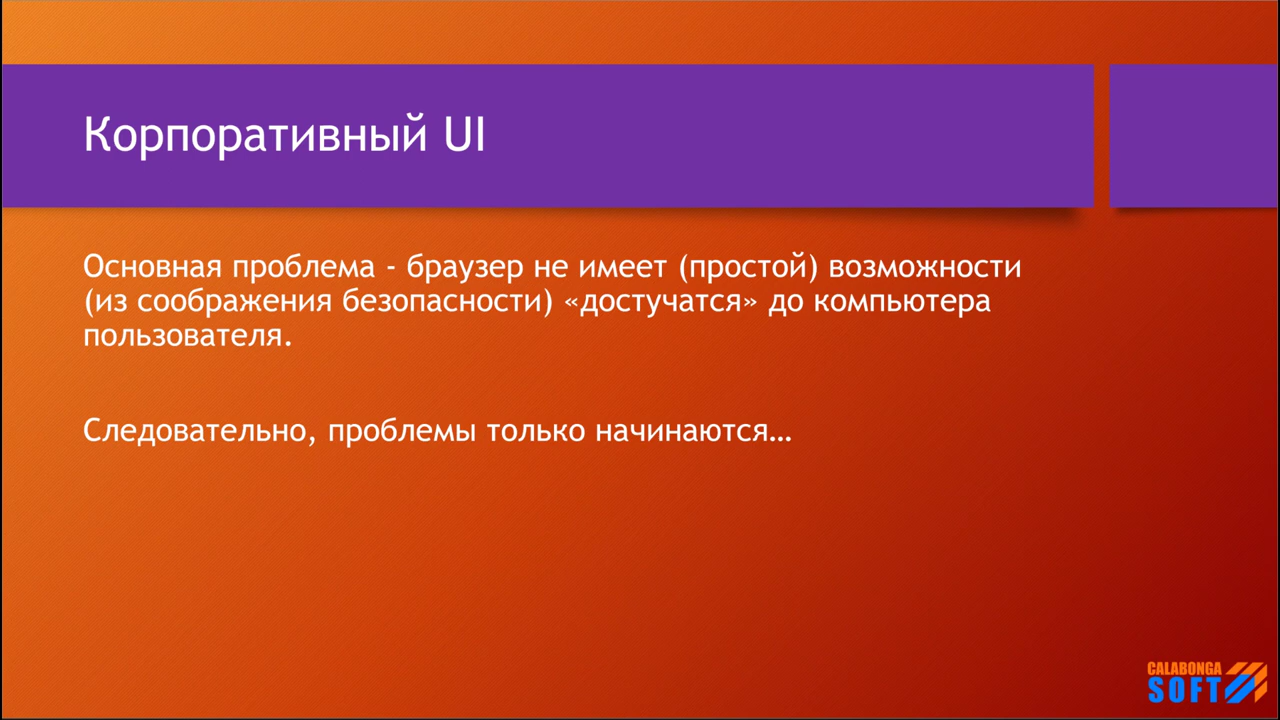 Корпоративный UI
Основная проблема - браузер не имеет (простой) возможности
(из соображения безопасности) «достучатся» до компьютера
пользователя.
Следовательно, проблемы только начинаются…
CALABONGA
SOFT